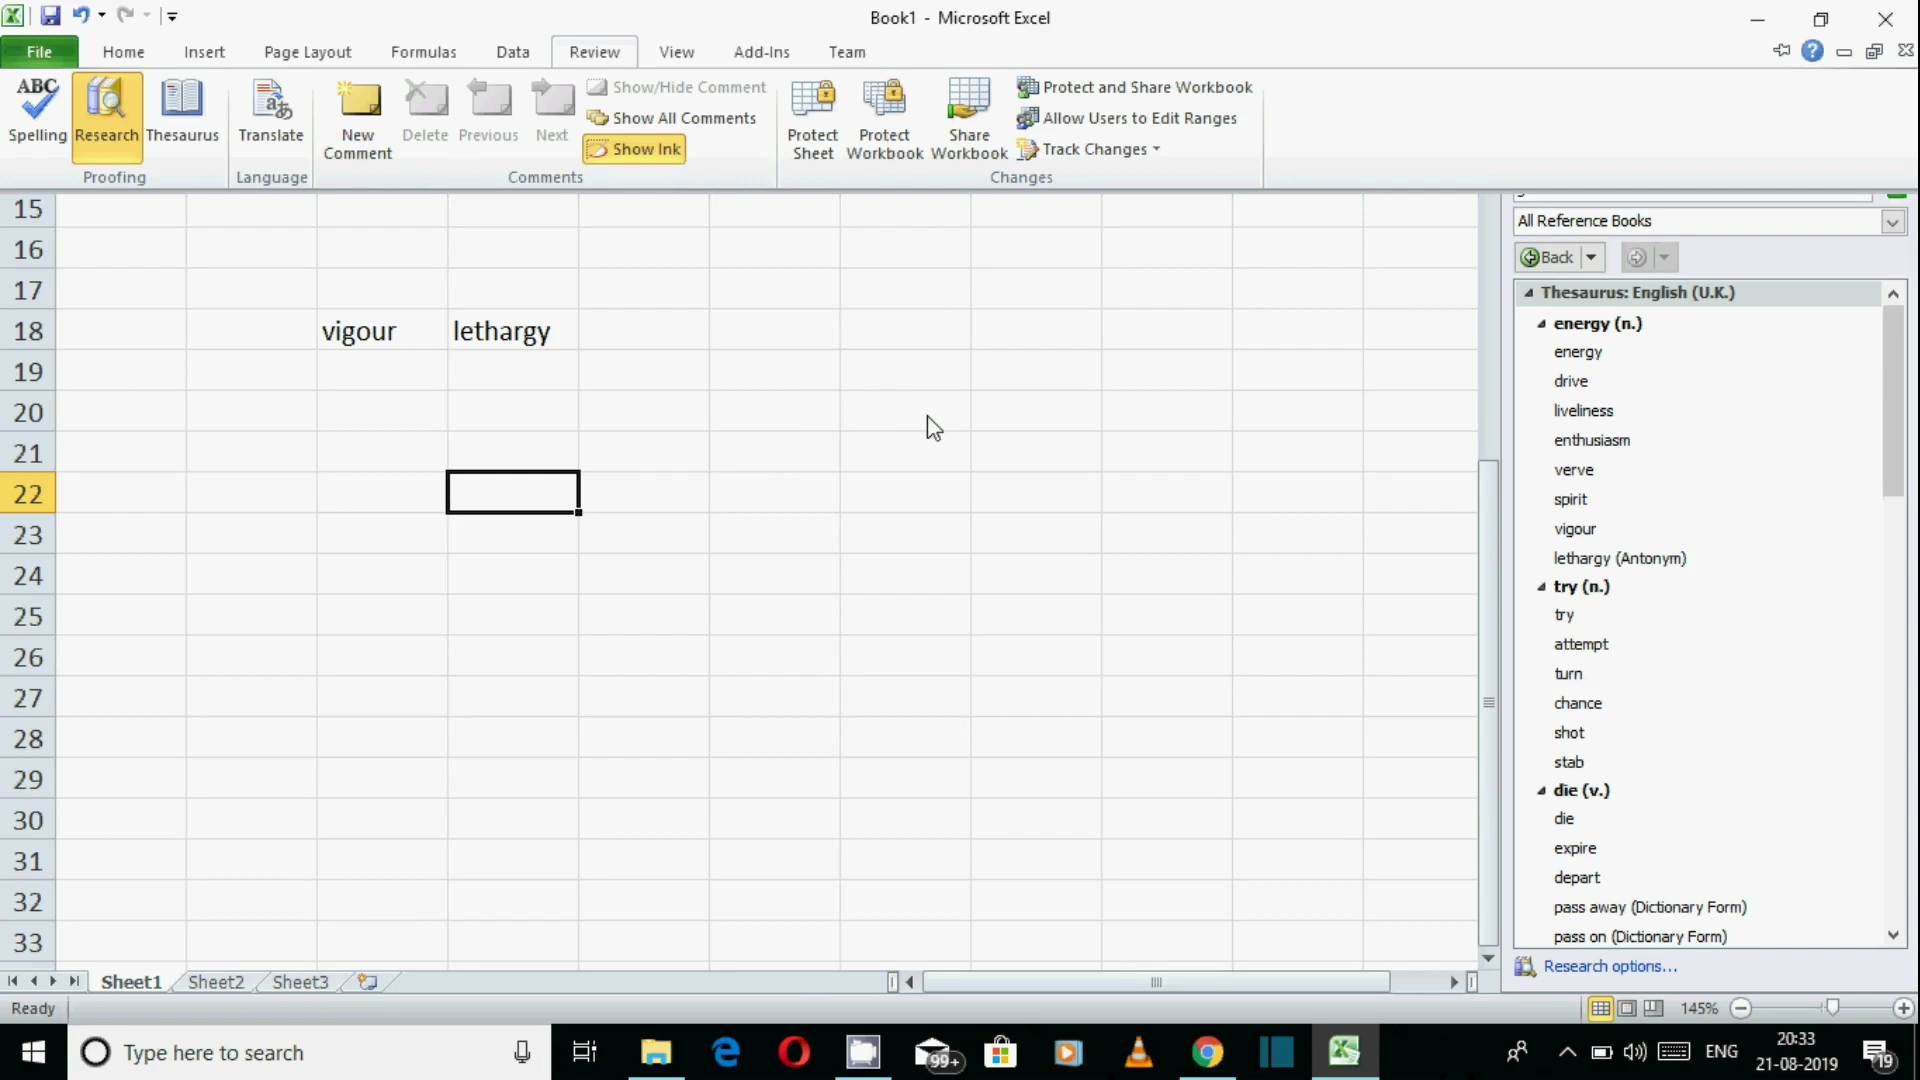 Book1 - Microsoft Excel
File Home Insert Page Layout Formulas Data Review View Add-Ins Team
ABC
Spelling Research Thesaurus
Proofing
Translate
Language
New Comment
Delete Previous Next
Show/Hide Comment
Show All Comments
Show Ink
Comments
Protect Sheet
Protect Workbook
Share Workbook
Protect and Share Workbook
Allow Users to Edit Ranges
Track Changes
Changes
15
16
17
18 vigour lethargy
19
20
21
22
23
24
25
26
27
28
29
30
31
32
33
All Reference Books
Back
Thesaurus: English (U.K.)
energy (n.)
energy
drive
liveliness
enthusiasm
verve
spirit
vigour
lethargy (Antonym)
try (n.)
try
attempt
turn
chance
shot
stab
die (v.)
die
expire
depart
pass away (Dictionary Form)
pass on (Dictionary Form)
Research options...
Sheet1 Sheet2 Sheet3
Ready
145%
Type here to search
99+
ENG
20:33
21-08-2019
19